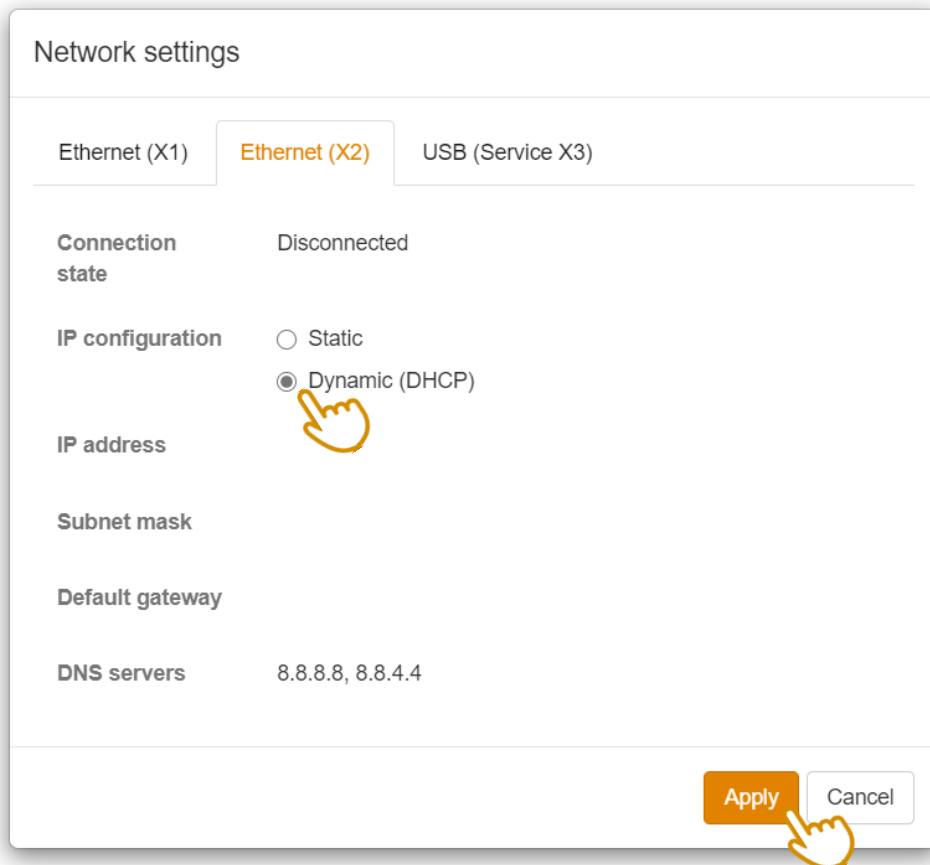 Network settings
Ethernet (X1) Ethernet (X2) USB (Service X3)
Connection state Disconnected
IP configuration Static
Dynamic (DHCP)
IP address
Subnet mask
Default gateway
DNS servers 8.8.8.8, 8.8.4.4
Apply Cancel